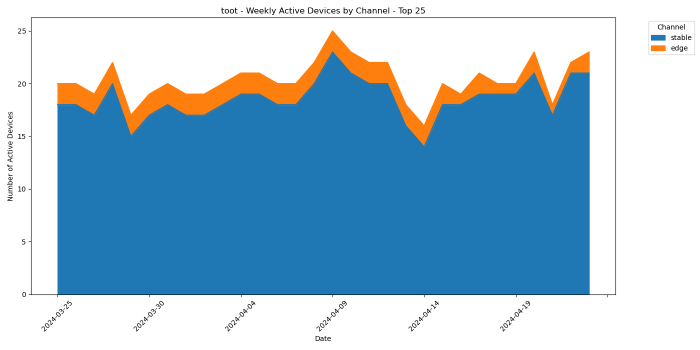 toot - Weekly Active Devices by Channel - Top 25
Channel
stable
edge
Number of Active Devices
25
20
15
10
5
0
2024-03-25
2024-03-30
2024-04-04
2024-04-09
2024-04-14
2024-04-19
Date